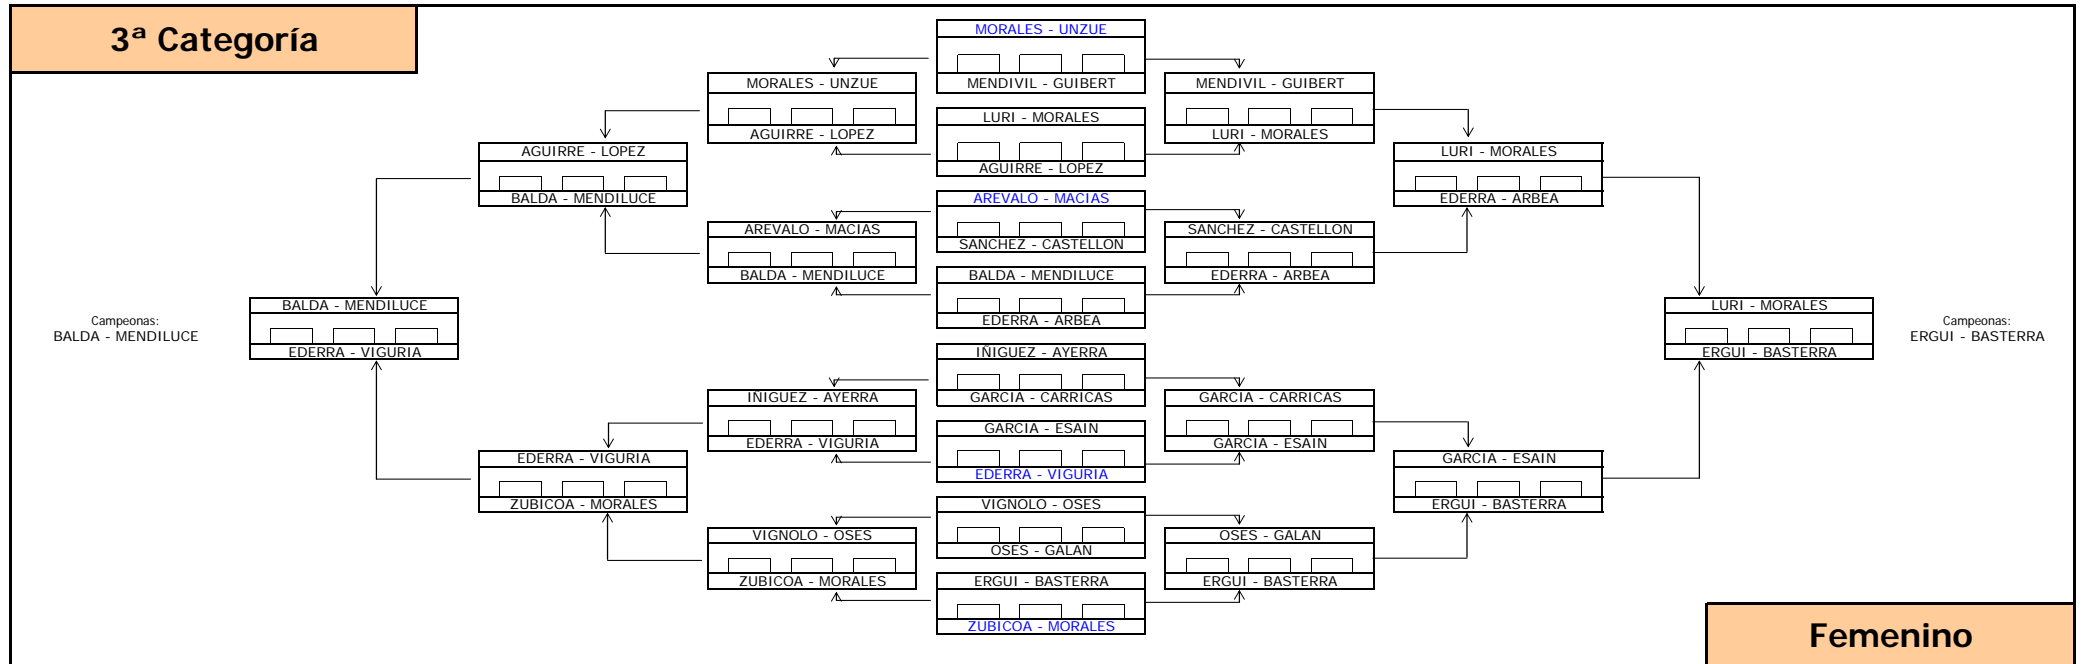 3ª Categoría
MORALES - UNZUE
MENDIVIL - GUIBERT
MORALES - UNZUE
AGUIRRE - LOPEZ
MENDIVIL - GUIBERT
LURI - MORALES
LURI - MORALES
AGUIRRE - LOPEZ
AGUIRRE - LOPEZ
BALDA - MENDILUCE
LURI - MORALES
EDERRA - ARBEA
AREVALO - MACIAS
SANCHEZ - CASTELLON
AREVALO - MACIAS
BALDA - MENDILUCE
SANCHEZ - CASTELLON
EDERRA - ARBEA
BALDA - MENDILUCE
EDERRA - ARBEA
Campeonas:
BALDA - MENDILUCE
BALDA - MENDILUCE
EDERRA - VIGURIA
LURI - MORALES
ERGUI - BASTERRA
Campeonas:
ERGUI - BASTERRA
IÑIGUEZ - AYERRA
GARCIA - CARRICAS
IÑIGUEZ - AYERRA
EDERRA - VIGURIA
GARCIA - CARRICAS
GARCIA - ESAIN
GARCIA - ESAIN
EDERRA - VIGURIA
EDERRA - VIGURIA
ZUBICOA - MORALES
GARCIA - ESAIN
ERGUI - BASTERRA
VIGNOLO - OSES
OSES - GALAN
VIGNOLO - OSES
ZUBICOA - MORALES
OSES - GALAN
ERGUI - BASTERRA
ERGUI - BASTERRA
ZUBICOA - MORALES
Femenino